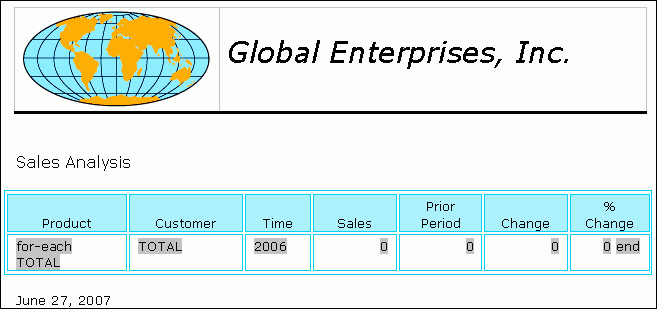 Global Enterprises, Inc.
Sales Analysis
Product Customer Time Sales Prior Period Change % Change
for-each TOTAL TOTAL 2006 0 0 0 0 end
June 27, 2007